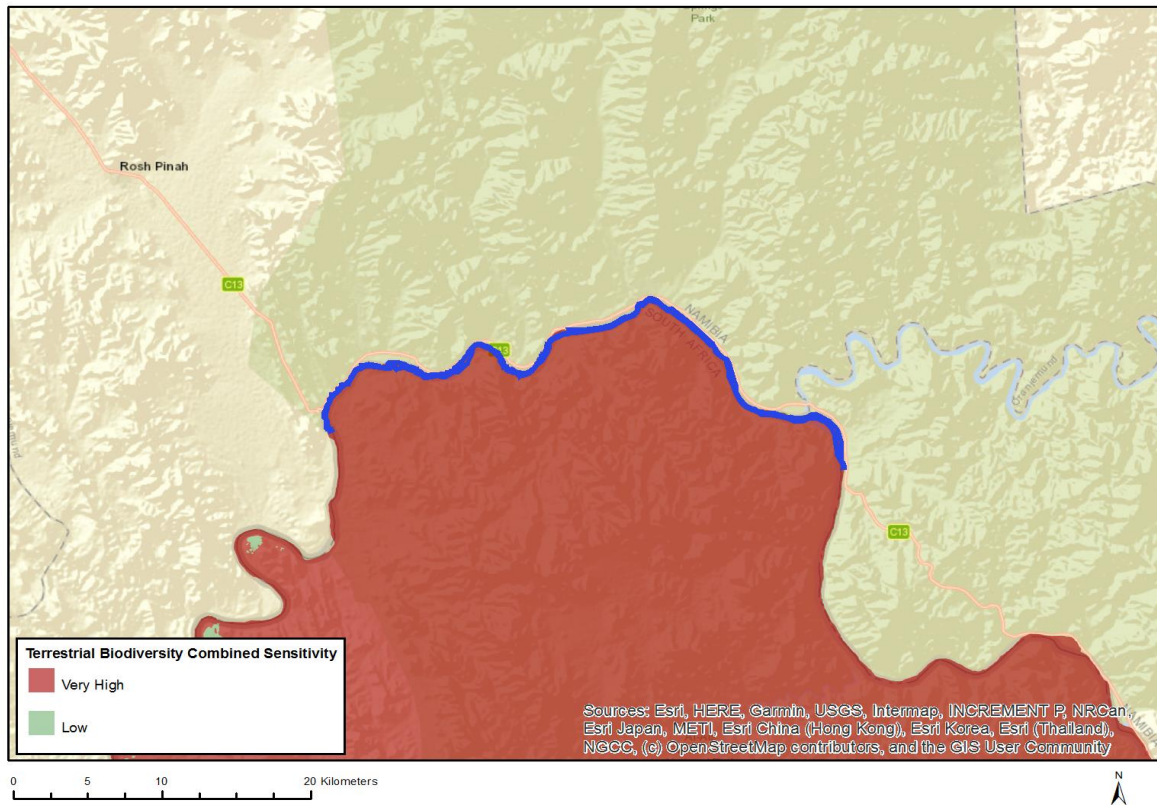 Park
Rosh Pinah
C13
NAMIBIA
SOUTH AFRICA
Oranjemund
C13
NAMIBIA
Terrestrial Biodiversity Combined Sensitivity
Very High
Low
Sources: Esri, HERE, Garmin, USGS, Intermap, INCREMENT P, NRCan,
Esri Japan, METI, Esri China (Hong Kong), Esri Korea, Esri (Thailand),
NGCC, (c) OpenStreetMap contributors, and the GIS User Community
0 5 10 20 Kilometers
N